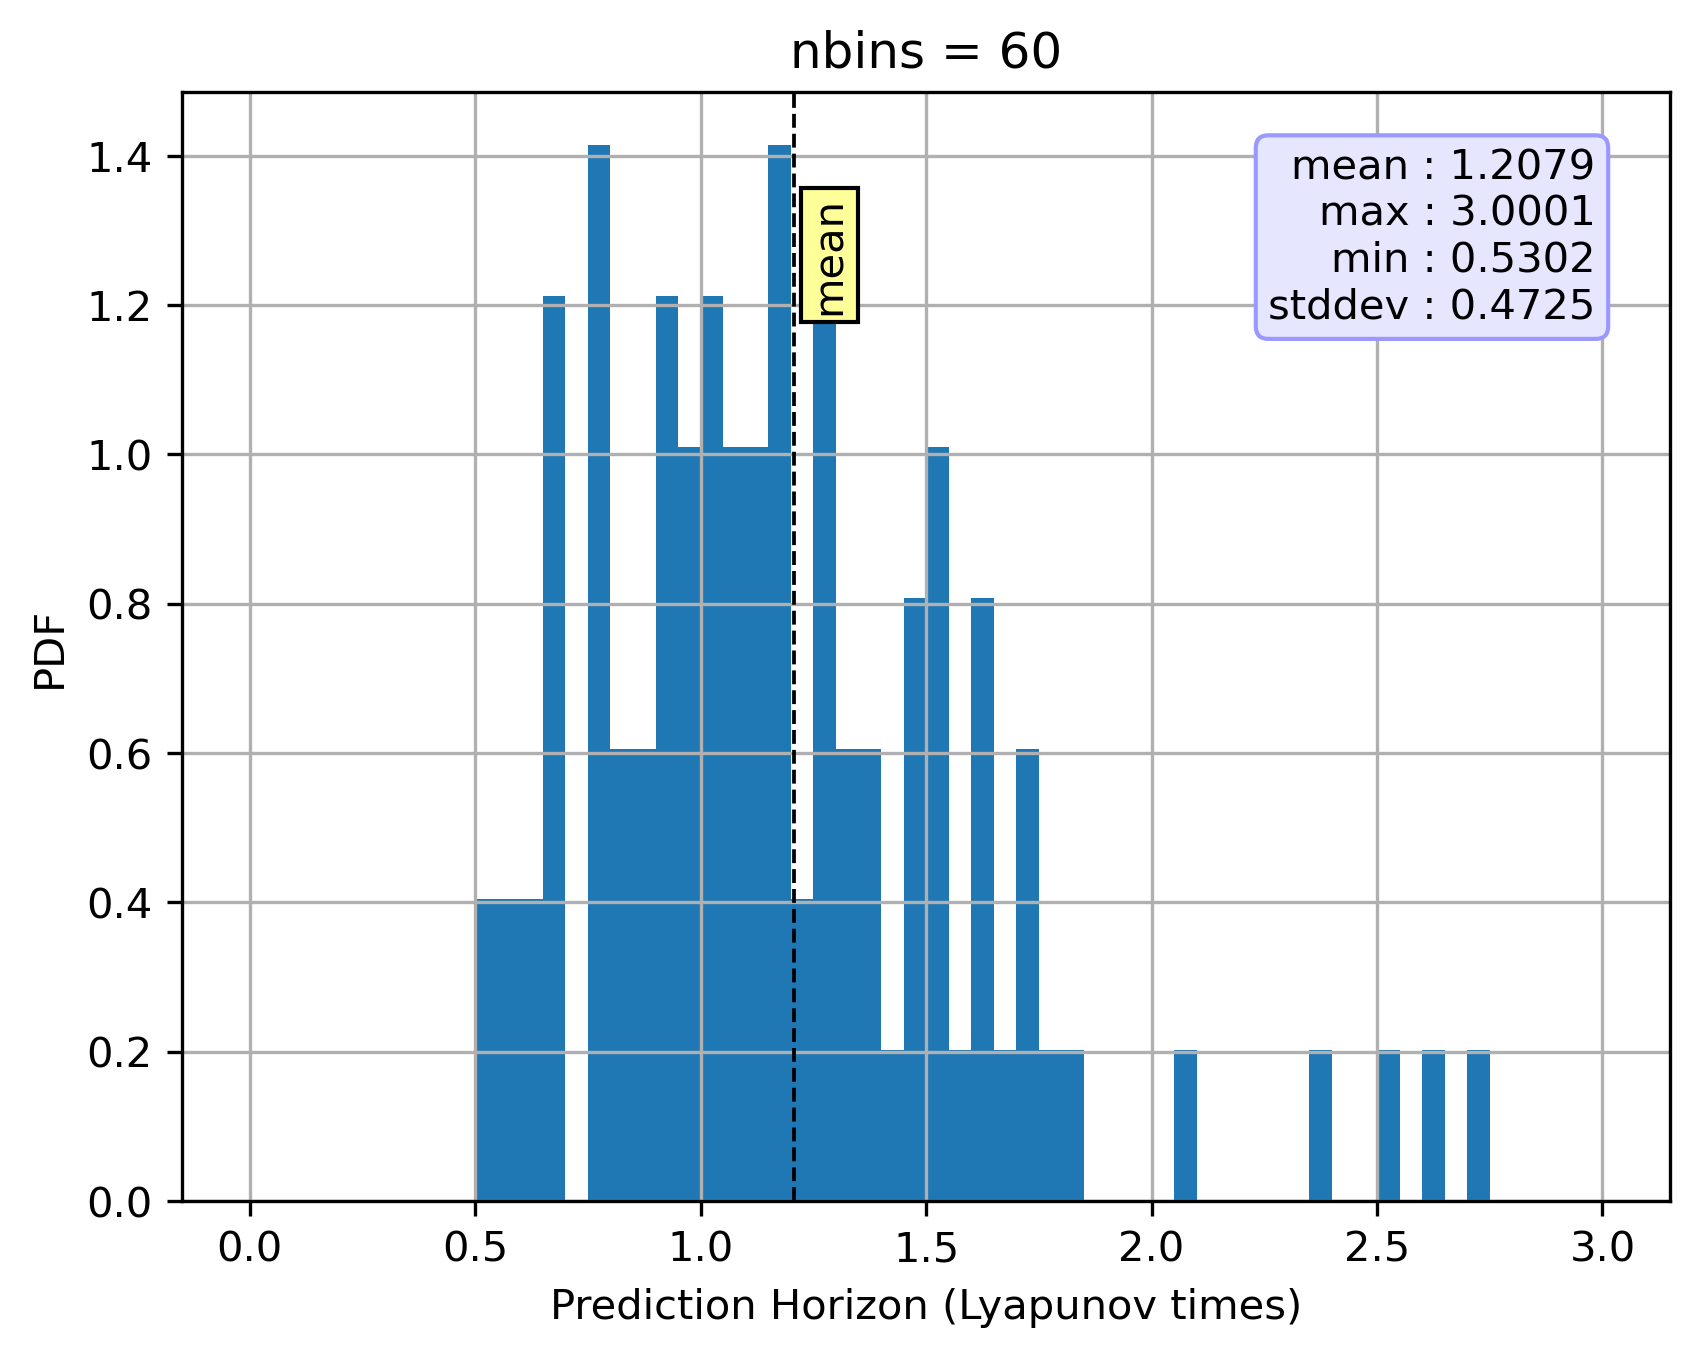 nbins = 60
mean : 1.2079
max : 3.0001
min : 0.5302
stddev : 0.4725
mean
PDF
1.4
1.2
1.0
0.8
0.6
0.4
0.2
0.0
0.0 0.5 1.0 1.5 2.0 2.5 3.0
Prediction Horizon (Lyapunov times)